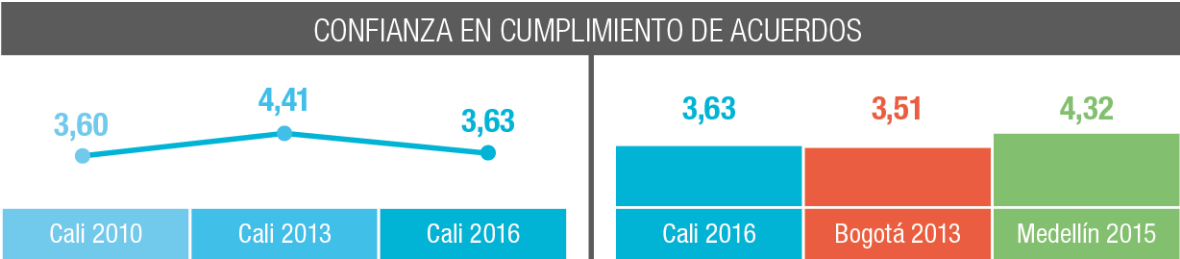 CONFIANZA EN CUMPLIMIENTO DE ACUERDOS
3,60
4,41
3,63
Cali 2010
Cali 2013
Cali 2016
3,63
3,51
4,32
Cali 2016
Bogotá 2013
Medellín 2015